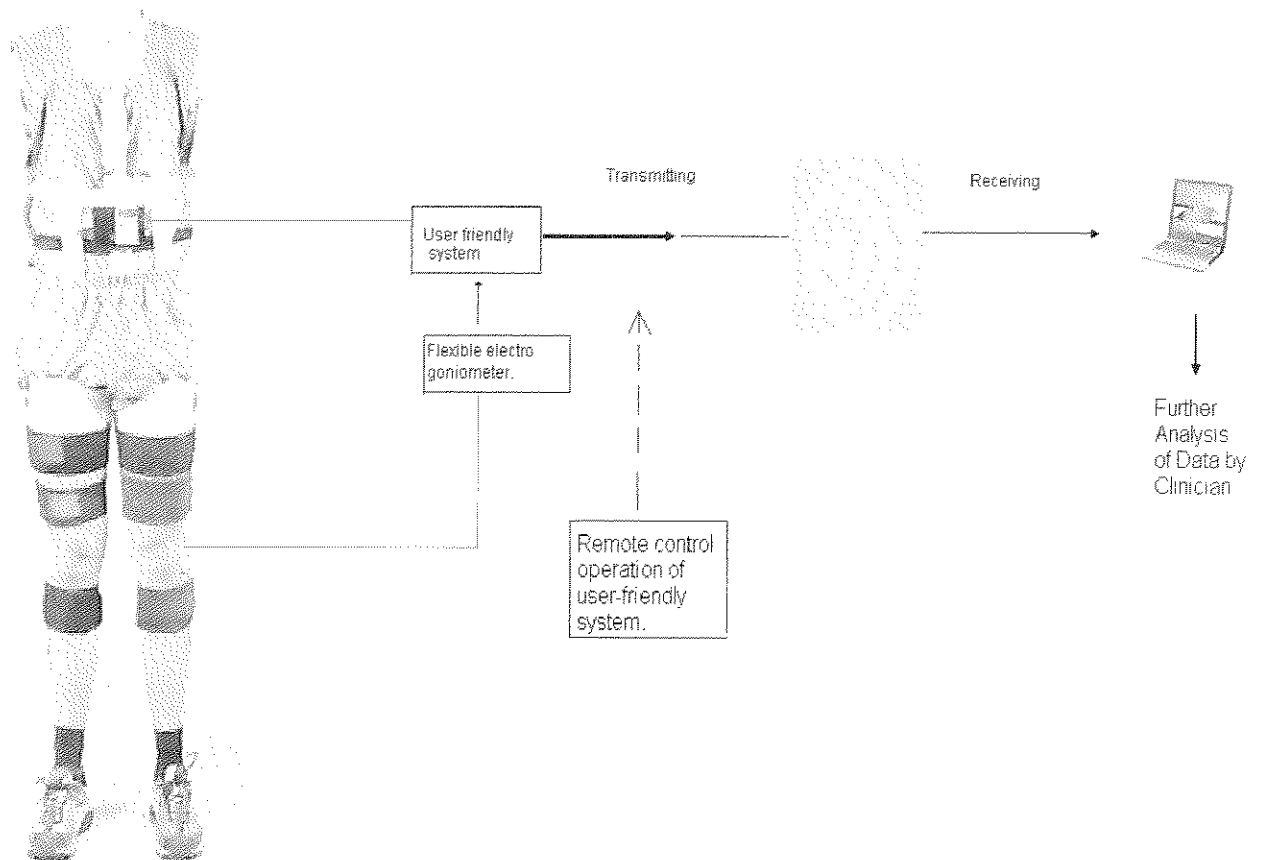 Transmitting
Receiving
User friendly
system
Flexible electro
goniometer.
Remote control
operation of
user-friendly
system.
Further
Analysis
of Data by
Clinician